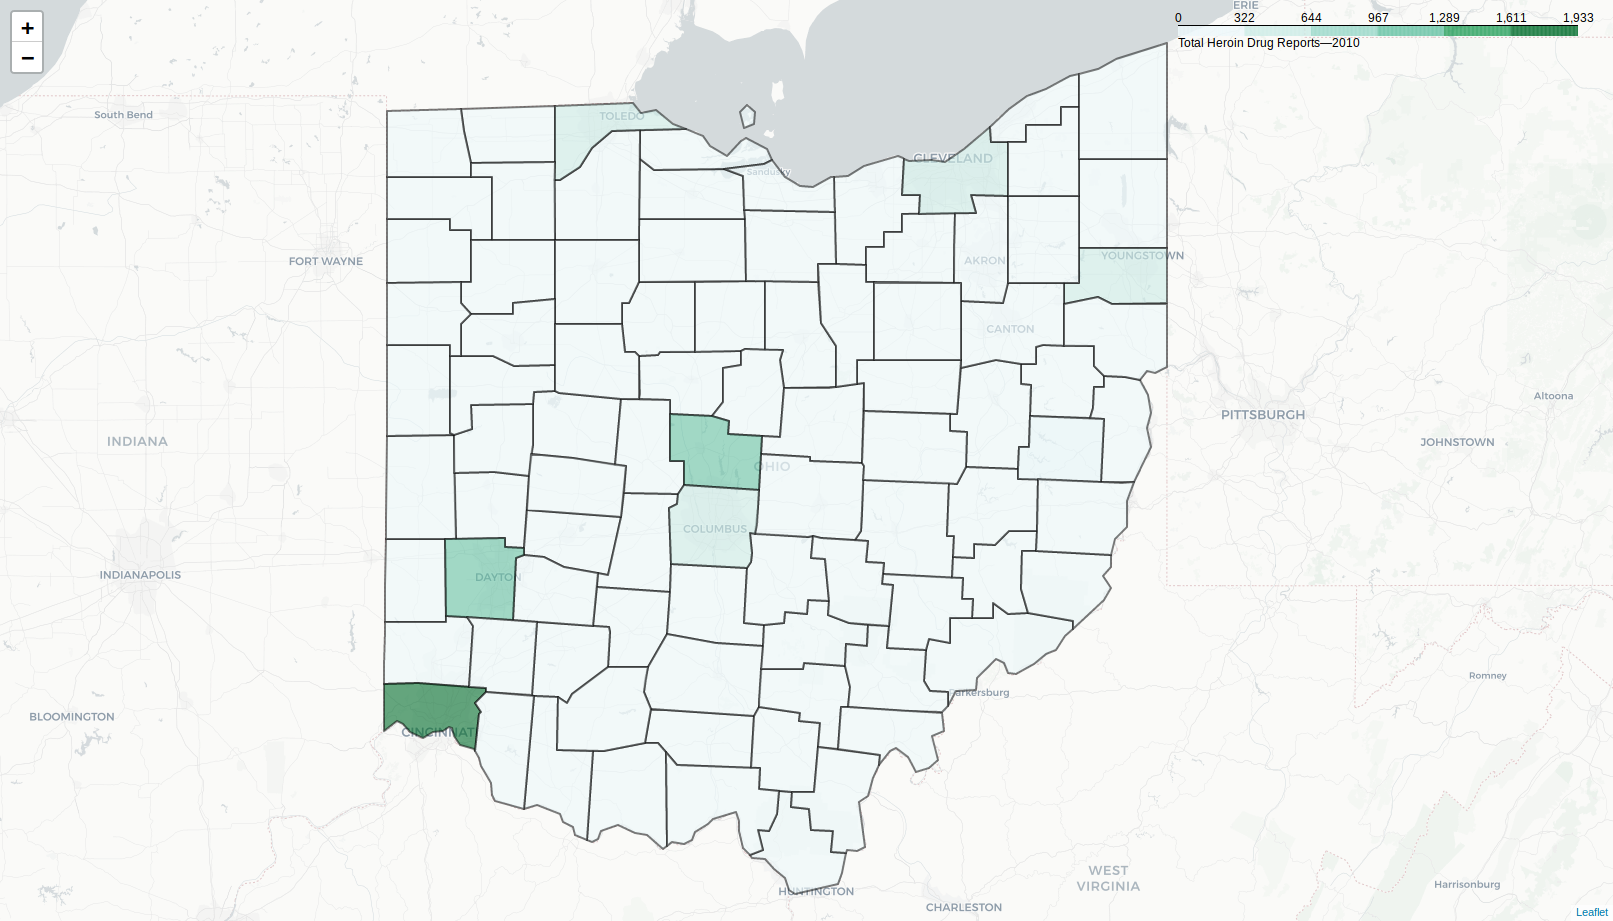 +
−
ERIE
0 322 644 967 1,289 1,611 1,933
Total Heroin Drug Reports—2010
South Bend
TOLEDO
Sandusky
CLEVELAND
FORT WAYNE
AKRON
YOUNGSTOWN
CANTON
PITTSBURGH
Altoona
INDIANA
JOHNSTOWN
OHIO
COLUMBUS
INDIANAPOLIS
DAYTON
Romney
arkersburg
BLOOMINGTON
CINCINNAT
WEST
VIRGINIA
HUNTINGTON
Harrisonburg
CHARLESTON
Leaflet